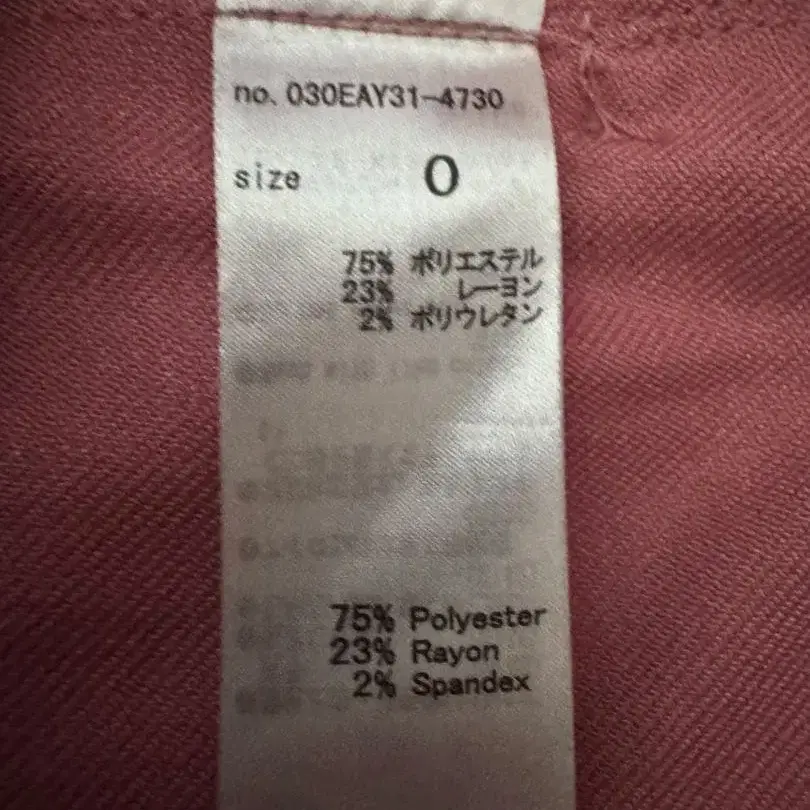 no. 030EAY31-4730
size 0
75% ポリエステル
23% レーヨン
2% ポリウレタン
75% Polyester
23% Rayon
2% Spandex